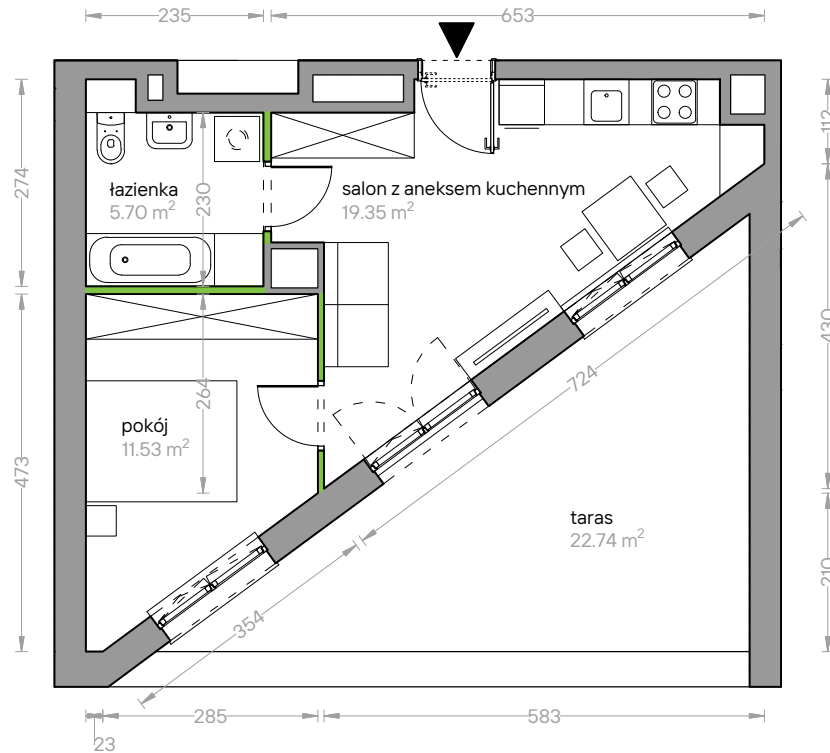 235
653
274
łazienka
5.70 m²
230
salon z aneksem kuchennym
19.35 m²
112
430
724
264
pokój
11.53 m²
473
taras
22.74 m²
210
354
285
583
23